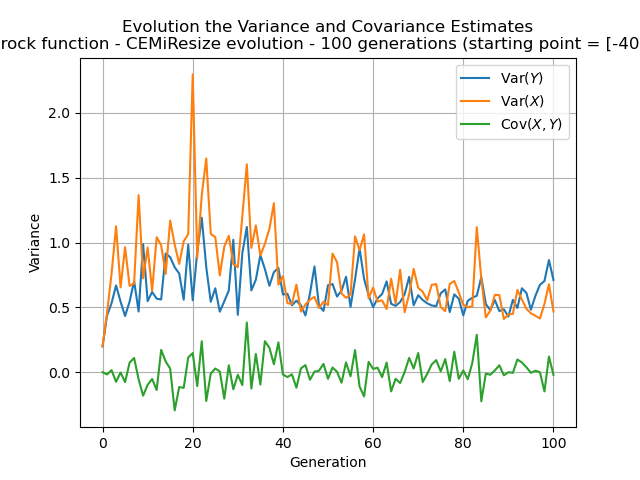 Evolution the Variance and Covariance Estimates
rock function - CEMiResize evolution - 100 generations (starting point = [-40
Var(Y)
Var(X)
Cov(X, Y)
Variance
2.0
1.5
1.0
0.5
0.0
0 20 40 60 80 100
Generation